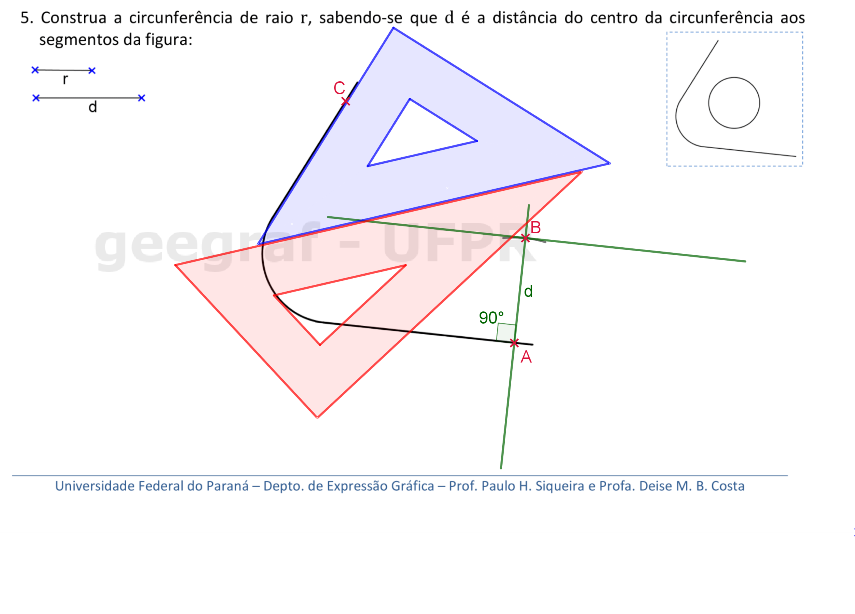 5. Construa a circunferência de raio r, sabendo-se que d é a distância do centro da circunferência aos
segmentos da figura:
r
d
C
geegraf - UFPR
B
d
90°
A
Universidade Federal do Paraná – Depto. de Expressão Gráfica – Prof. Paulo H. Siqueira e Profa. Deise M. B. Costa